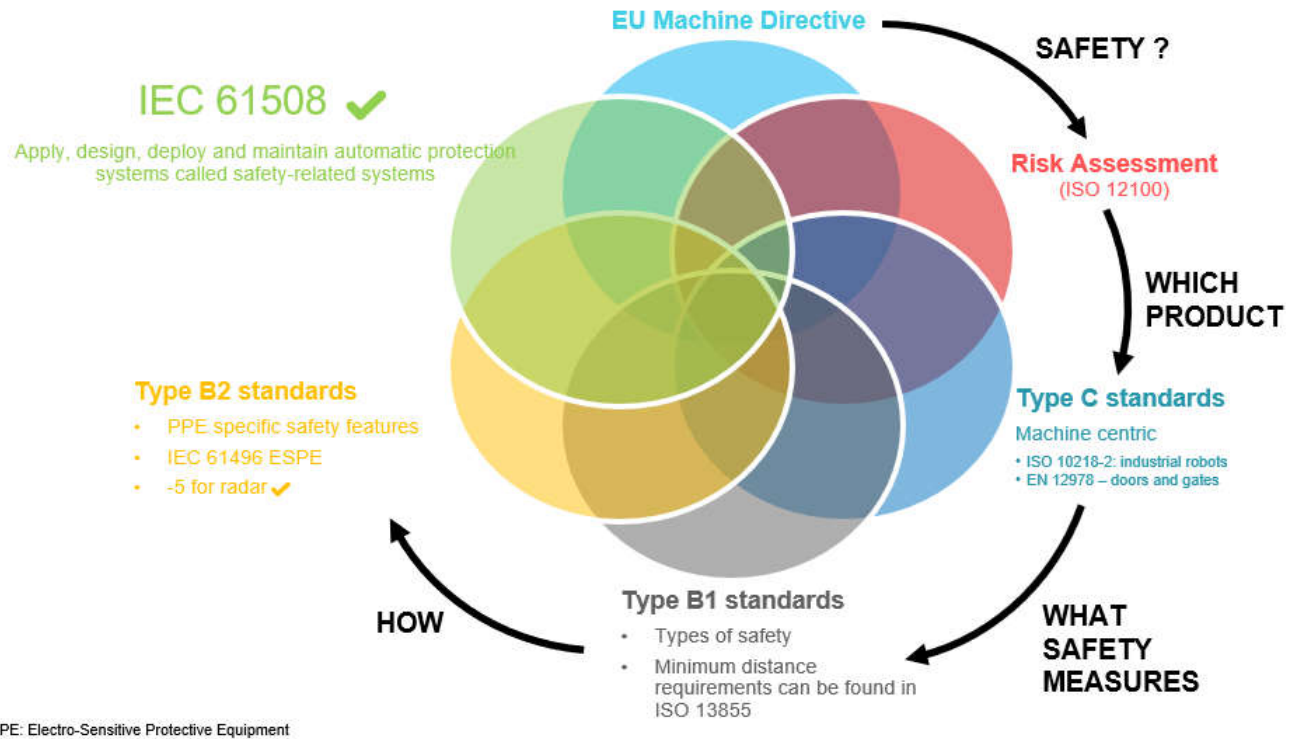 EU Machine Directive
SAFETY ?
IEC 61508
Apply, design, deploy and maintain automatic protection
systems called safety-related systems
Risk Assessment
(ISO 12100)
WHICH
PRODUCT
Type C standards
Machine centric
• ISO 10218-2: industrial robots
• EN 12978 – doors and gates
WHAT
SAFETY
MEASURES
Type B1 standards
• Types of safety
• Minimum distance
requirements can be found in
ISO 13855
HOW
Type B2 standards
• PPE specific safety features
• IEC 61496 ESPE
• -5 for radar
PE: Electro-Sensitive Protective Equipment